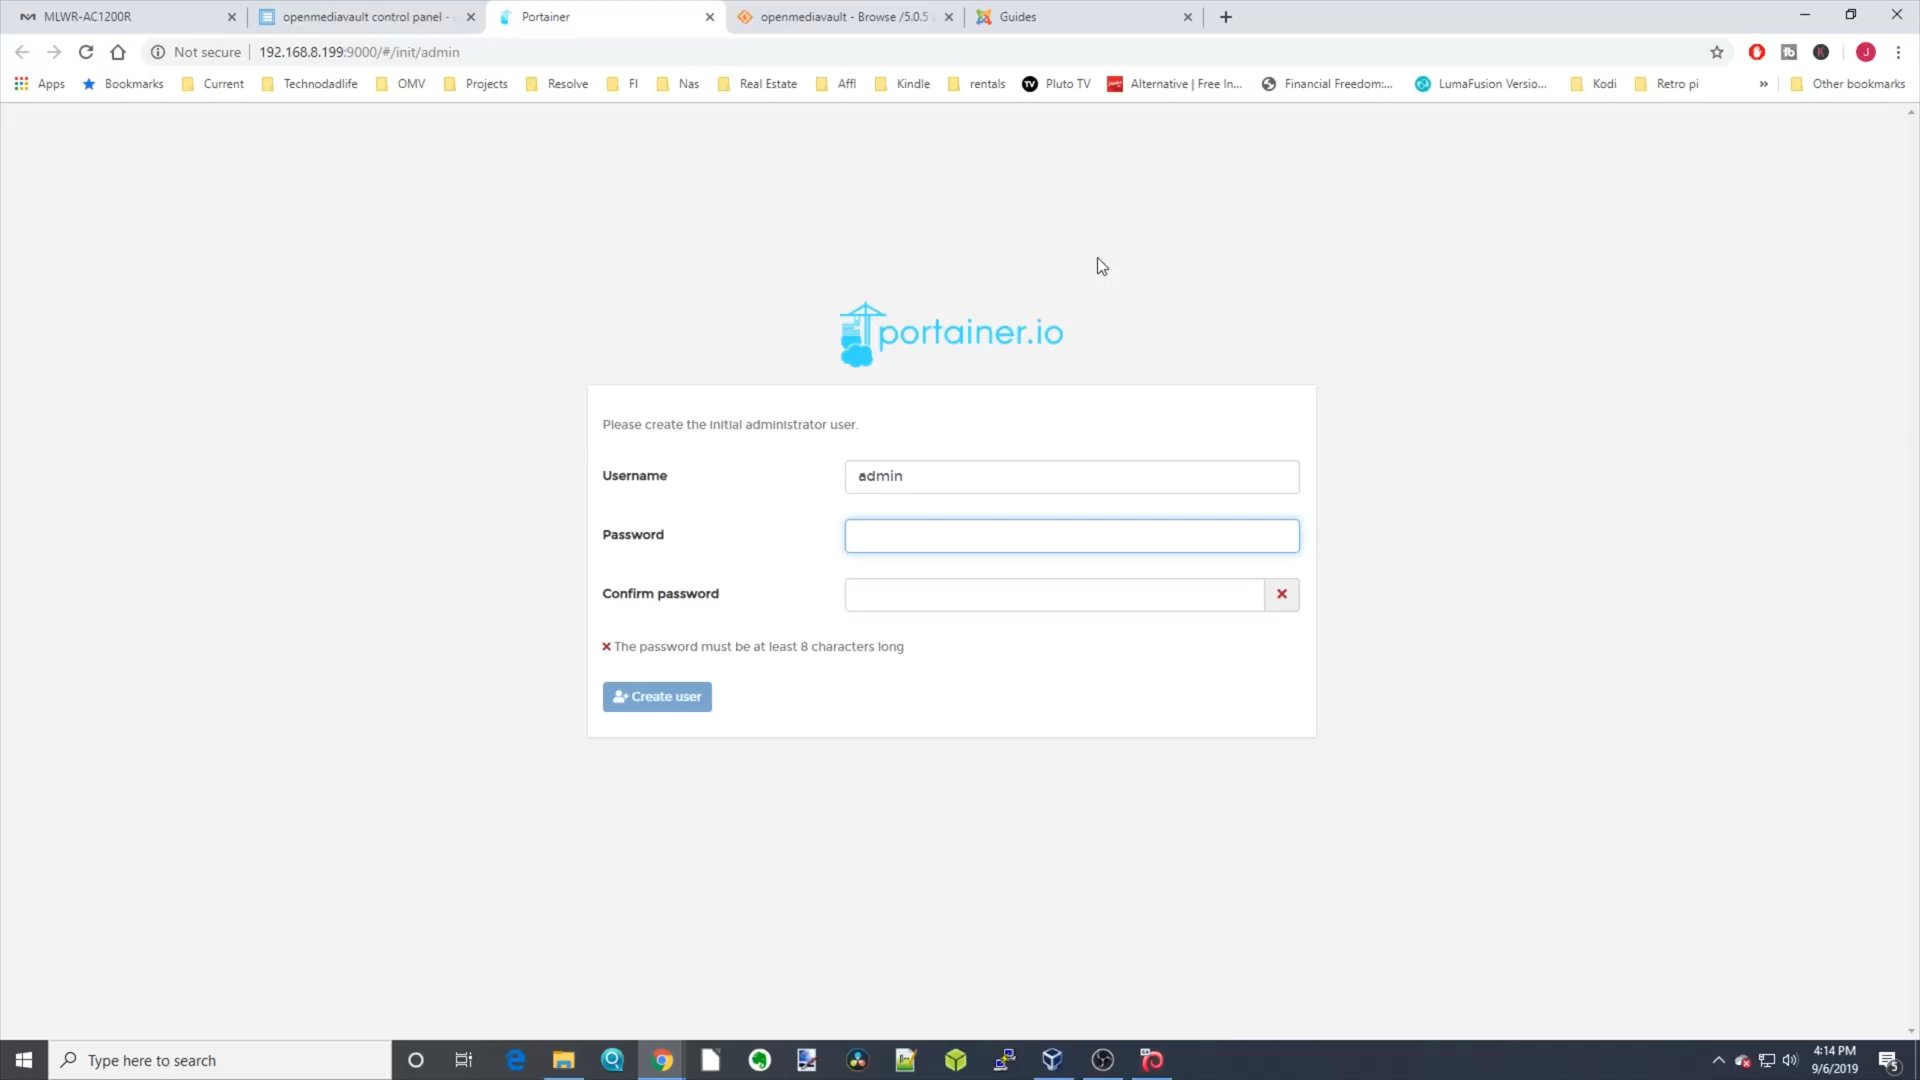 MLWR-AC1200R
openmediavault control panel -
Portainer
openmediavault - Browse /5.0.5
Guides
Not secure
192.168.8.199:9000/#/init/admin
Apps
Bookmarks
Current
Technodadlife
OMV
Projects
Resolve
FI
Nas
Real Estate
Affl
Kindle
rentals
TV
Pluto TV
Alternative | Free In...
Financial Freedom:...
LumaFusion Versio...
Kodi
Retro pi
»
Other bookmarks
portainer.io
Please create the initial administrator user.
Username
admin
Password
Confirm password
The password must be at least 8 characters long
Create user
Type here to search
4:14 PM
9/6/2019
5